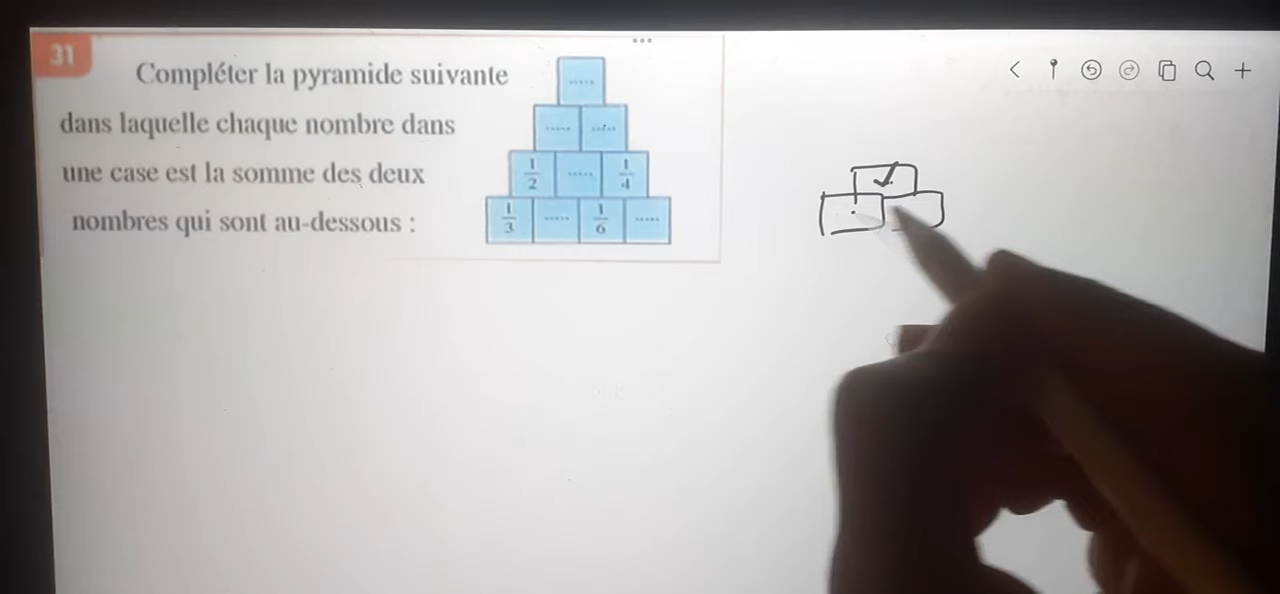 31
Compléter la pyramide suivante
dans laquelle chaque nombre dans
une case est la somme des deux
nombres qui sont au-dessous :
.....
..... .....
1/2 ..... 1/4
1/3 ..... 1/6 .....